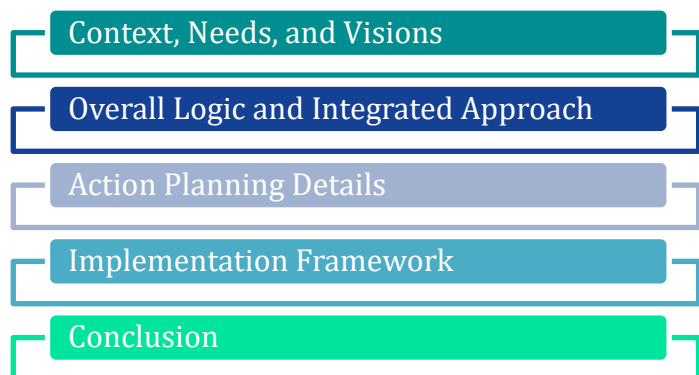 Context, Needs, and Visions
Overall Logic and Integrated Approach
Action Planning Details
Implementation Framework
Conclusion